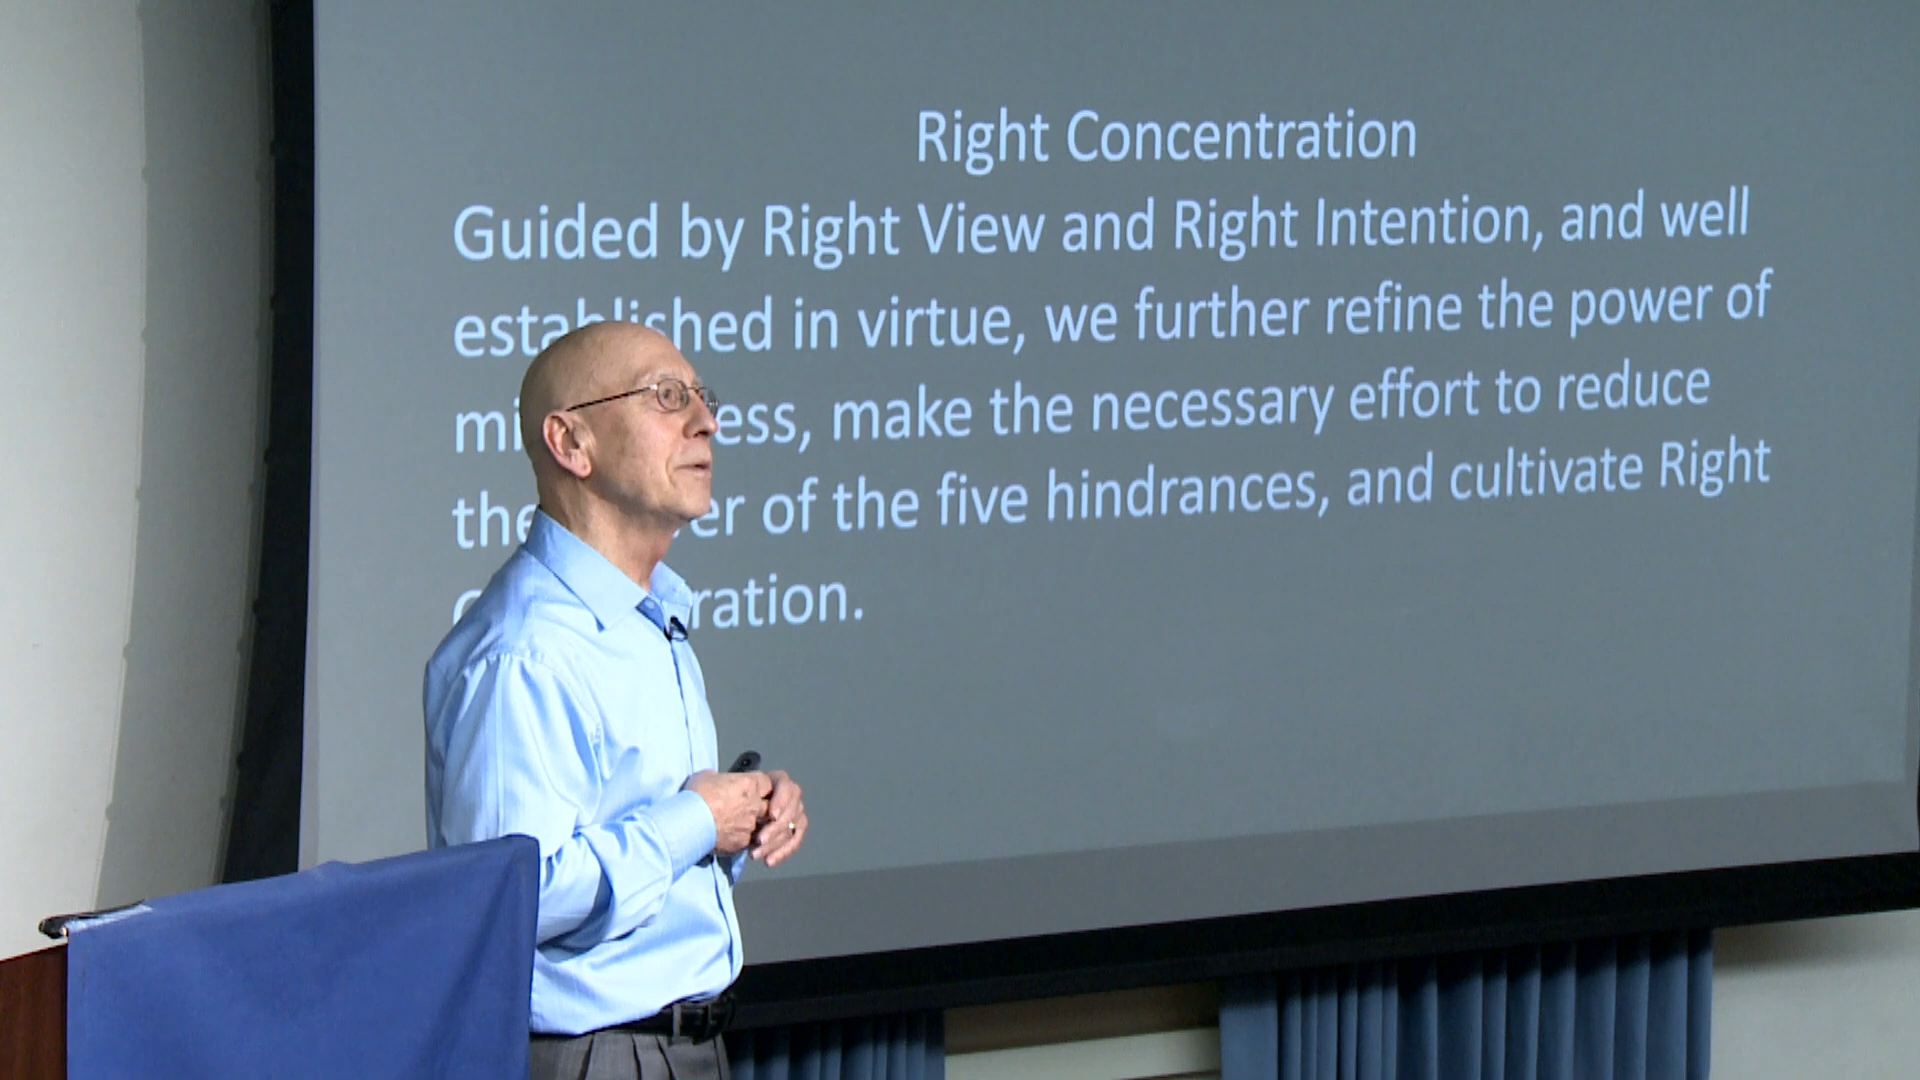 Right Concentration
Guided by Right View and Right Intention, and well
established in virtue, we further refine the power of
make the necessary effort to reduce
of the five hindrances, and cultivate Right